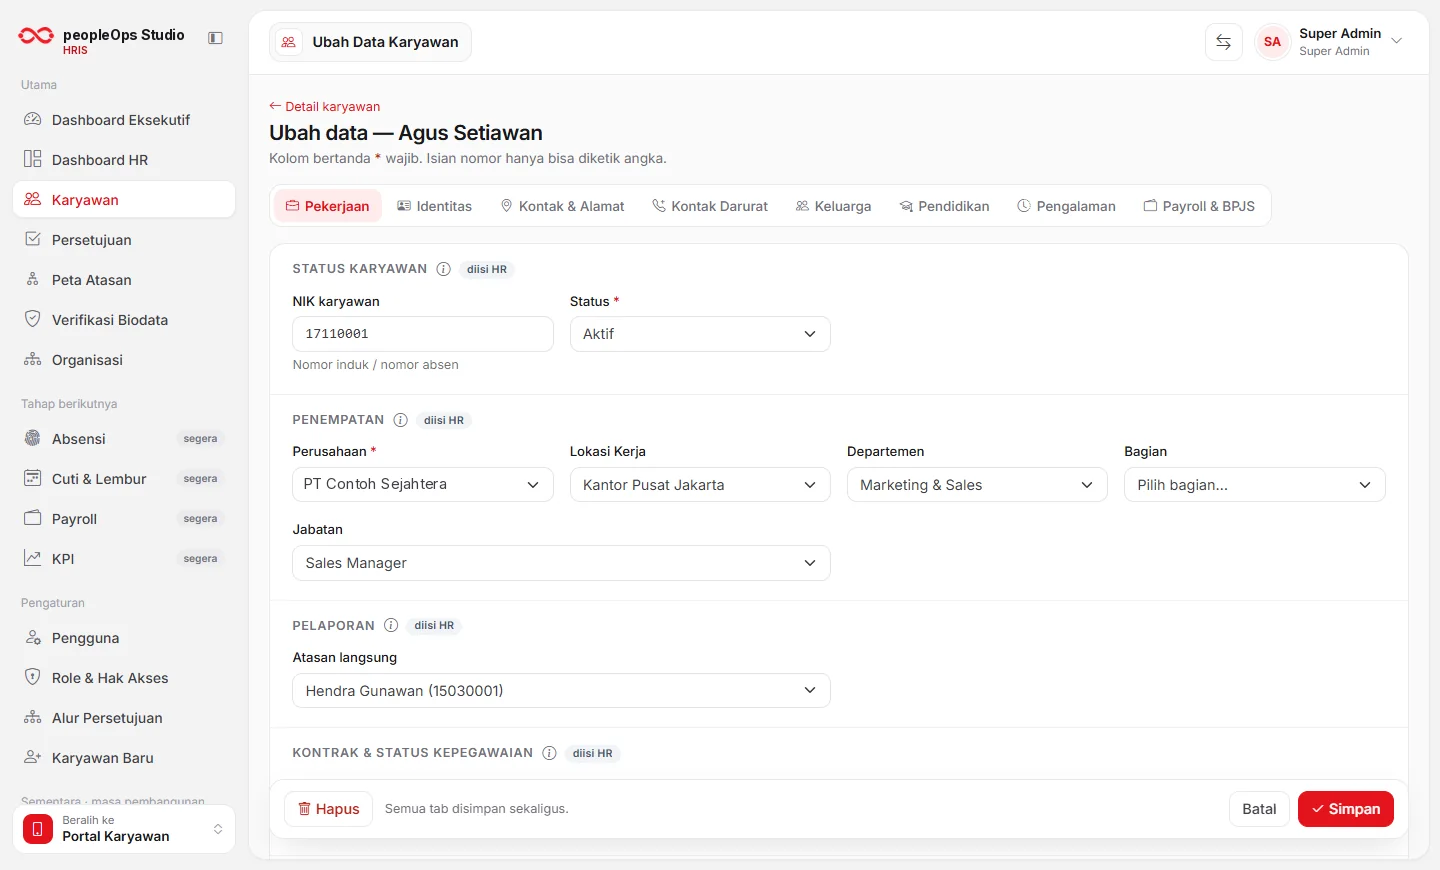 peopleOps Studio
HRIS
Utama
Dashboard Eksekutif
Dashboard HR
Karyawan
Persetujuan
Peta Atasan
Verifikasi Biodata
Organisasi
Tahap berikutnya
Absensi segera
Cuti & Lembur segera
Payroll segera
KPI segera
Pengaturan
Pengguna
Role & Hak Akses
Alur Persetujuan
Karyawan Baru
Sementara · masa pembangunan
Beralih ke
Portal Karyawan
Ubah Data Karyawan
SA
Super Admin
Super Admin
← Detail karyawan
Ubah data — Agus Setiawan
Kolom bertanda * wajib. Isian nomor hanya bisa diketik angka.
Pekerjaan Identitas Kontak & Alamat Kontak Darurat Keluarga Pendidikan Pengalaman Payroll & BPJS
STATUS KARYAWAN diisi HR
NIK karyawan Status *
17110001 Aktif
Nomor induk / nomor absen
PENEMPATAN diisi HR
Perusahaan * Lokasi Kerja Departemen Bagian
PT Contoh Sejahtera Kantor Pusat Jakarta Marketing & Sales Pilih bagian...
Jabatan
Sales Manager
PELAPORAN diisi HR
Atasan langsung
Hendra Gunawan (15030001)
KONTRAK & STATUS KEPEGAWAIAN diisi HR
Hapus Semua tab disimpan sekaligus. Batal Simpan